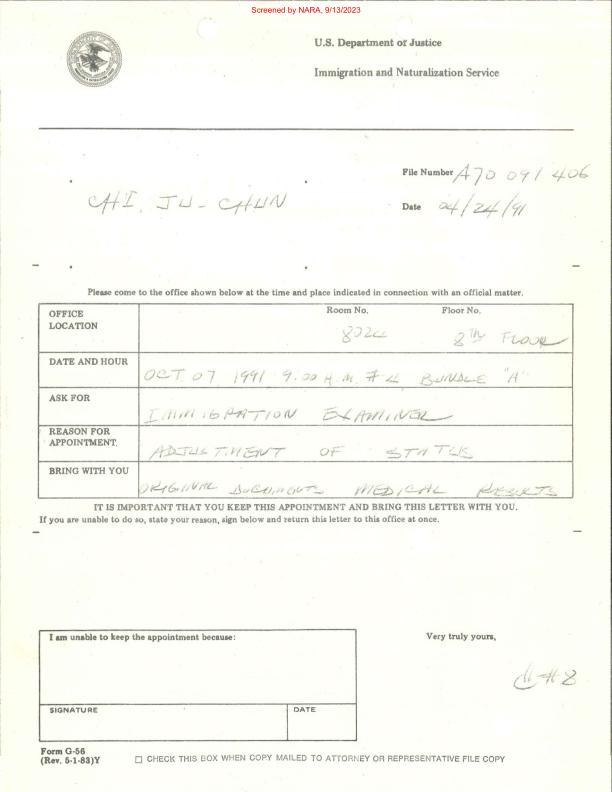 Screened by NARA, 9/13/2023
U.S. Department of Justice
Immigration and Naturalization Service
File Number A70 091 406
CHI, JU-CHUN
Date 04/24/91
Please come to the office shown below at the time and place indicated in connection with an official matter.
OFFICE LOCATION
Room No.
Floor No.
8TH FLOOR
DATE AND HOUR
OCT 07 1991 9.00 A.M. #4 BUNDLE "A"
ASK FOR
IMMIGRATION EXAMINER
REASON FOR APPOINTMENT.
ADJUSTMENT OF STATUS
BRING WITH YOU
ORIGINAL DOCUMENTS MEDICAL RESULTS
IT IS IMPORTANT THAT YOU KEEP THIS APPOINTMENT AND BRING THIS LETTER WITH YOU.
If you are unable to do so, state your reason, sign below and return this letter to this office at once.
I am unable to keep the appointment because:
Very truly yours,
#8
SIGNATURE
DATE
Form G-56
(Rev. 5-1-83)Y
CHECK THIS BOX WHEN COPY MAILED TO ATTORNEY OR REPRESENTATIVE FILE COPY